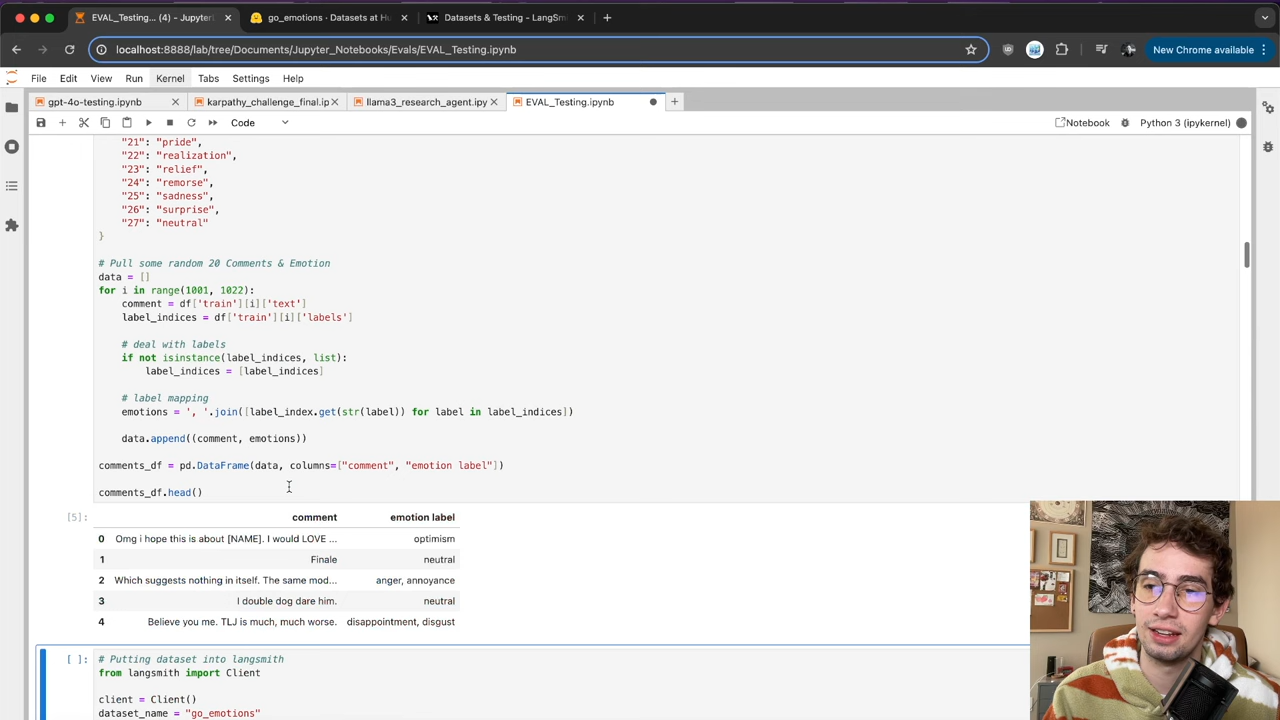 EVAL_Testing... (4) - Jupyter
go_emotions · Datasets at Hu
Datasets & Testing - LangSm
localhost:8888/lab/tree/Documents/Jupyter_Notebooks/Evals/EVAL_Testing.ipynb
New Chrome available
File Edit View Run Kernel Tabs Settings Help
gpt-4o-testing.ipynb
karpathy_challenge_final.ip
llama3_research_agent.ipy
EVAL_Testing.ipynb
Code
Notebook
Python 3 (ipykernel)
"21": "pride",
"22": "realization",
"23": "relief",
"24": "remorse",
"25": "sadness",
"26": "surprise",
"27": "neutral"
}
# Pull some random 20 Comments & Emotion
data = []
for i in range(1001, 1022):
comment = df['train'][i]['text']
label_indices = df['train'][i]['labels']
# deal with labels
if not isinstance(label_indices, list):
label_indices = [label_indices]
# label mapping
emotions = ', '.join([label_index.get(str(label)) for label in label_indices])
data.append((comment, emotions))
comments_df = pd.DataFrame(data, columns=["comment", "emotion label"])
comments_df.head()
[5]:
comment emotion label
0 Omg i hope this is about [NAME]. I would LOVE ... optimism
1 Finale neutral
2 Which suggests nothing in itself. The same mod... anger, annoyance
3 I double dog dare him. neutral
4 Believe you me. TLJ is much, much worse. disappointment, disgust
[ ]: # Putting dataset into langsmith
from langsmith import Client
client = Client()
dataset_name = "go_emotions"